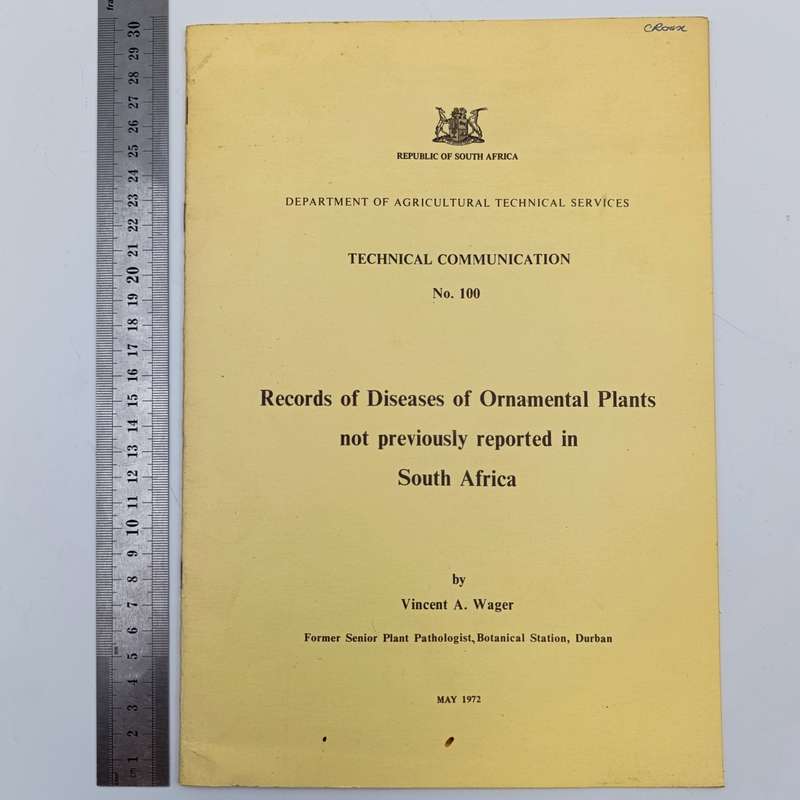 CRoux
REPUBLIC OF SOUTH AFRICA
DEPARTMENT OF AGRICULTURAL TECHNICAL SERVICES
TECHNICAL COMMUNICATION
No. 100
Records of Diseases of Ornamental Plants
not previously reported in
South Africa
by
Vincent A. Wager
Former Senior Plant Pathologist, Botanical Station, Durban
MAY 1972
30
29
28
27
26
25
24
23
22
21
20
19
18
17
16
15
14
13
12
11
10
9
8
7
6
5
4
3
2
1